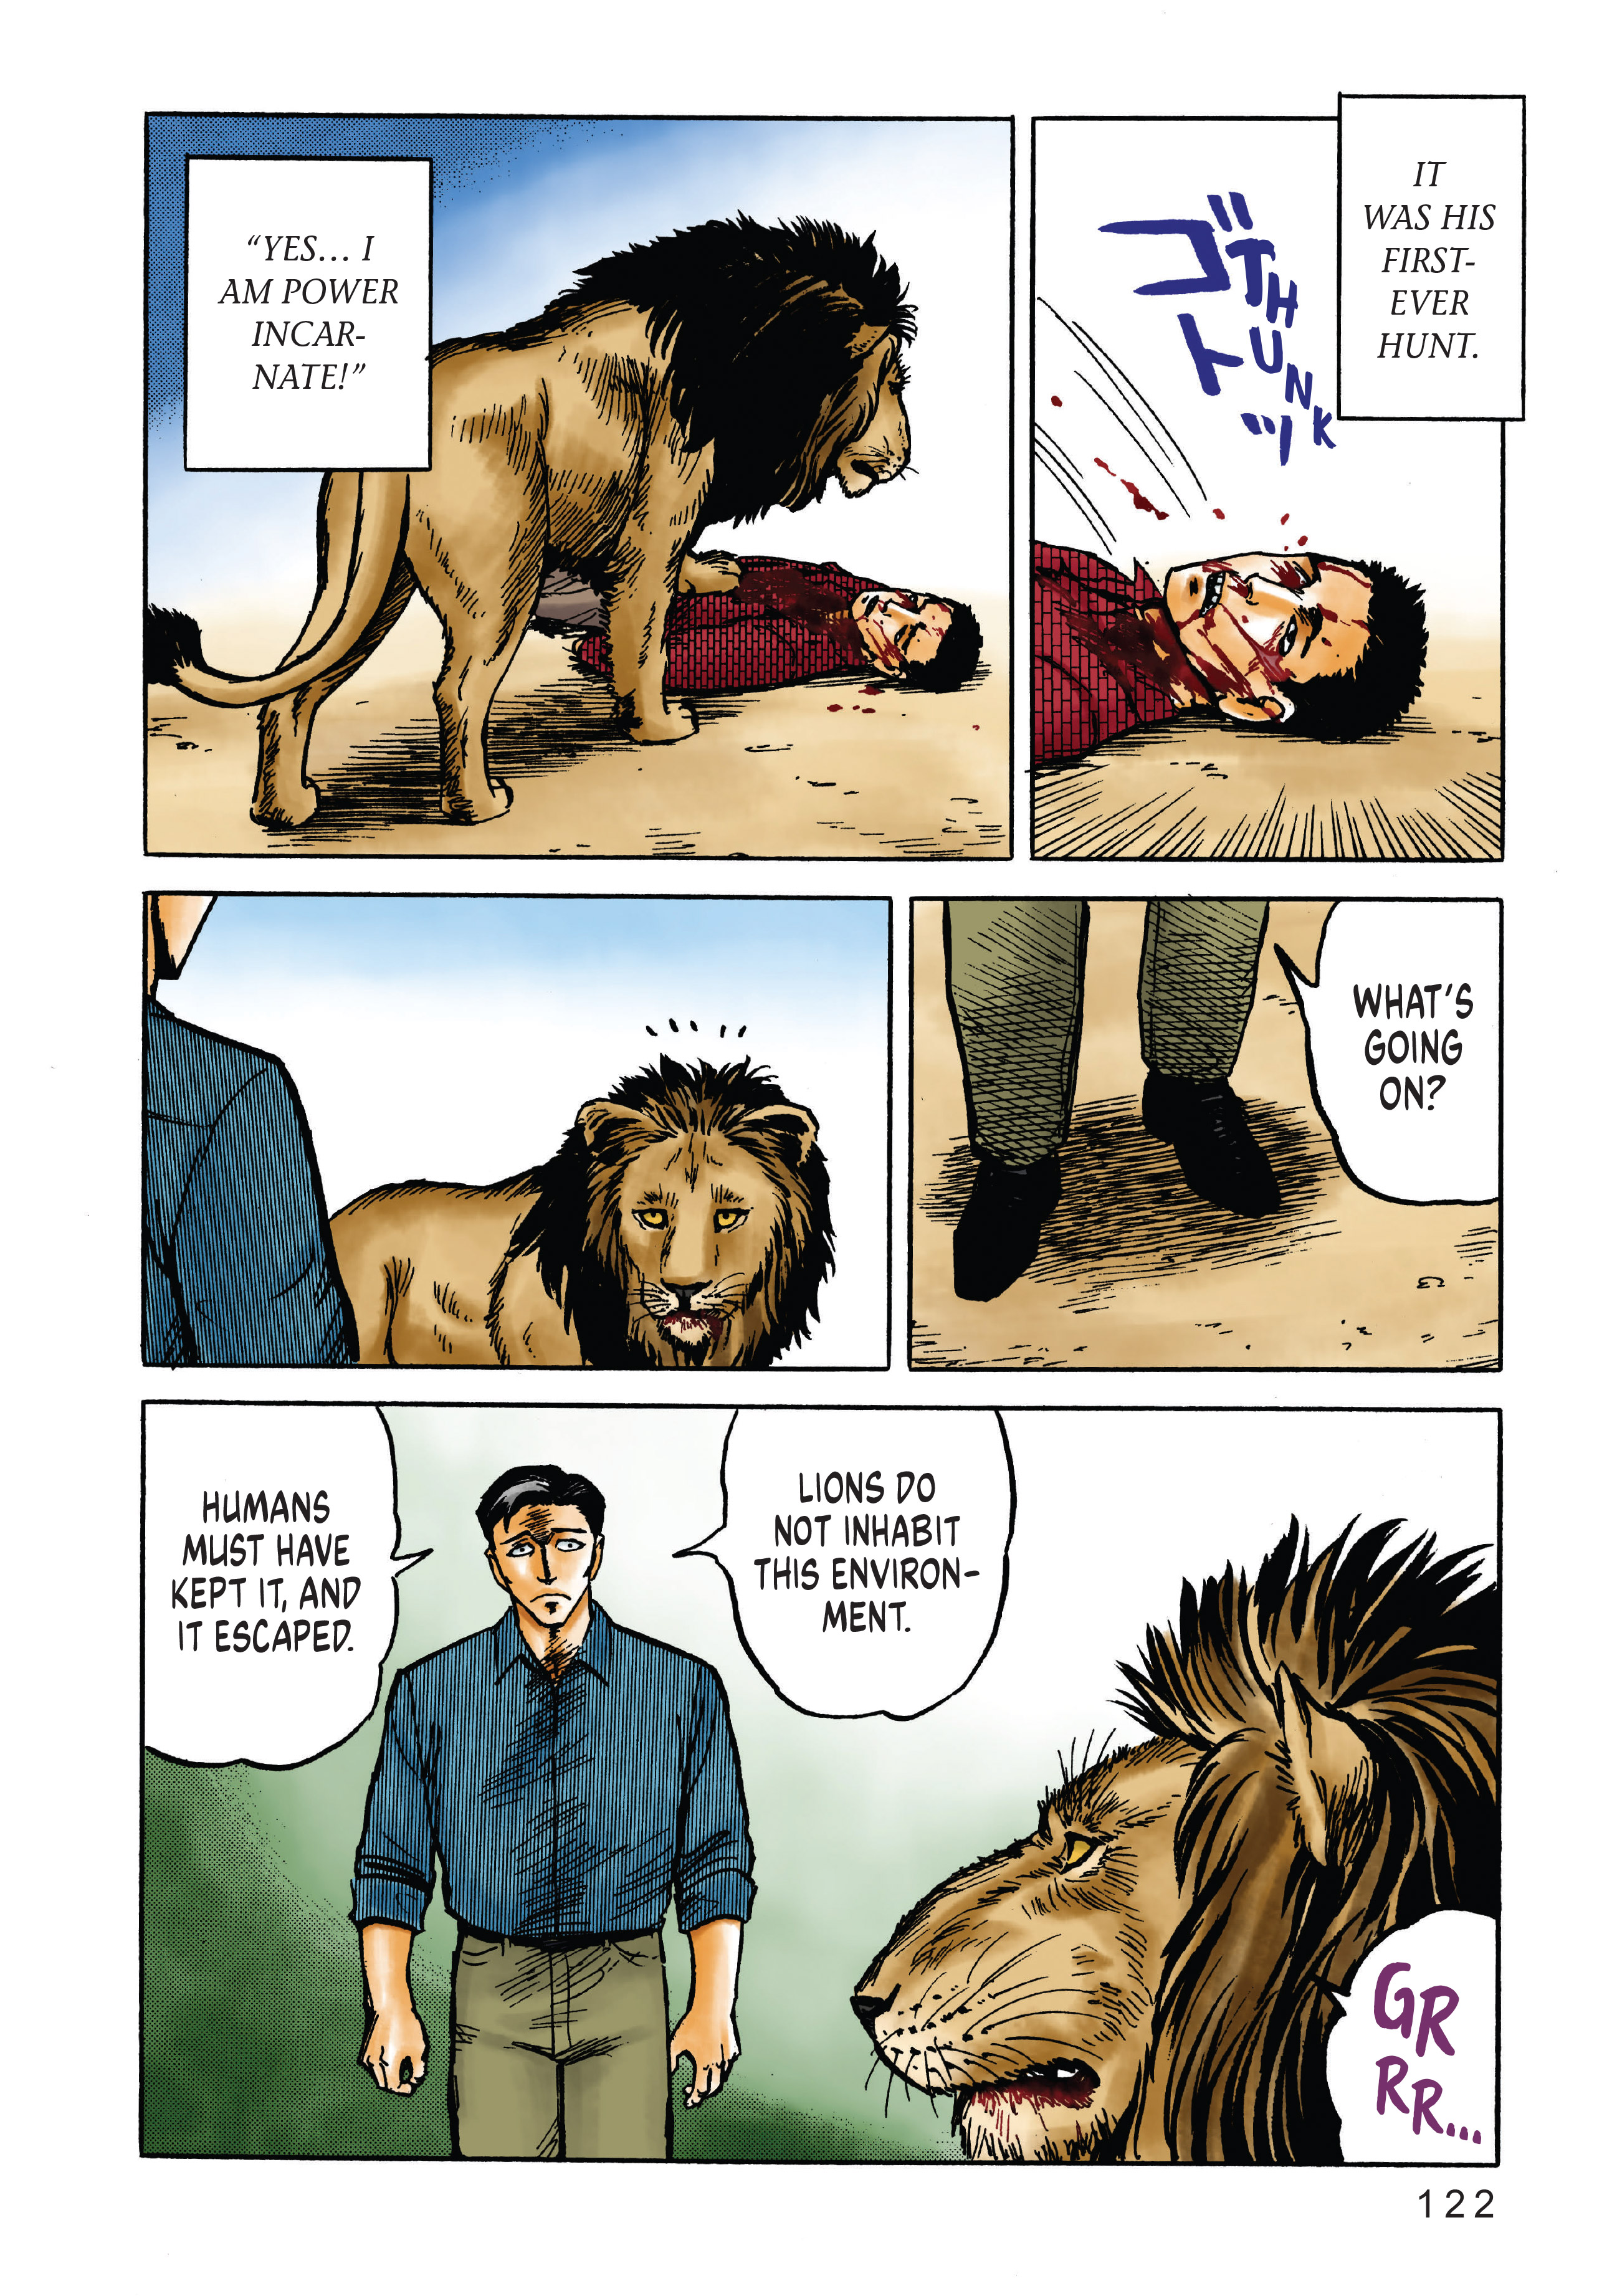 IT
WAS HIS
FIRST-
EVER
HUNT.
ゴトッ
THUNK
“YES... I
AM POWER
INCAR-
NATE!”
WHAT'S
GOING
ON?
LIONS DO
NOT INHABIT
THIS ENVIRON-
MENT.
HUMANS
MUST HAVE
KEPT IT, AND
IT ESCAPED.
GR
RR...
122